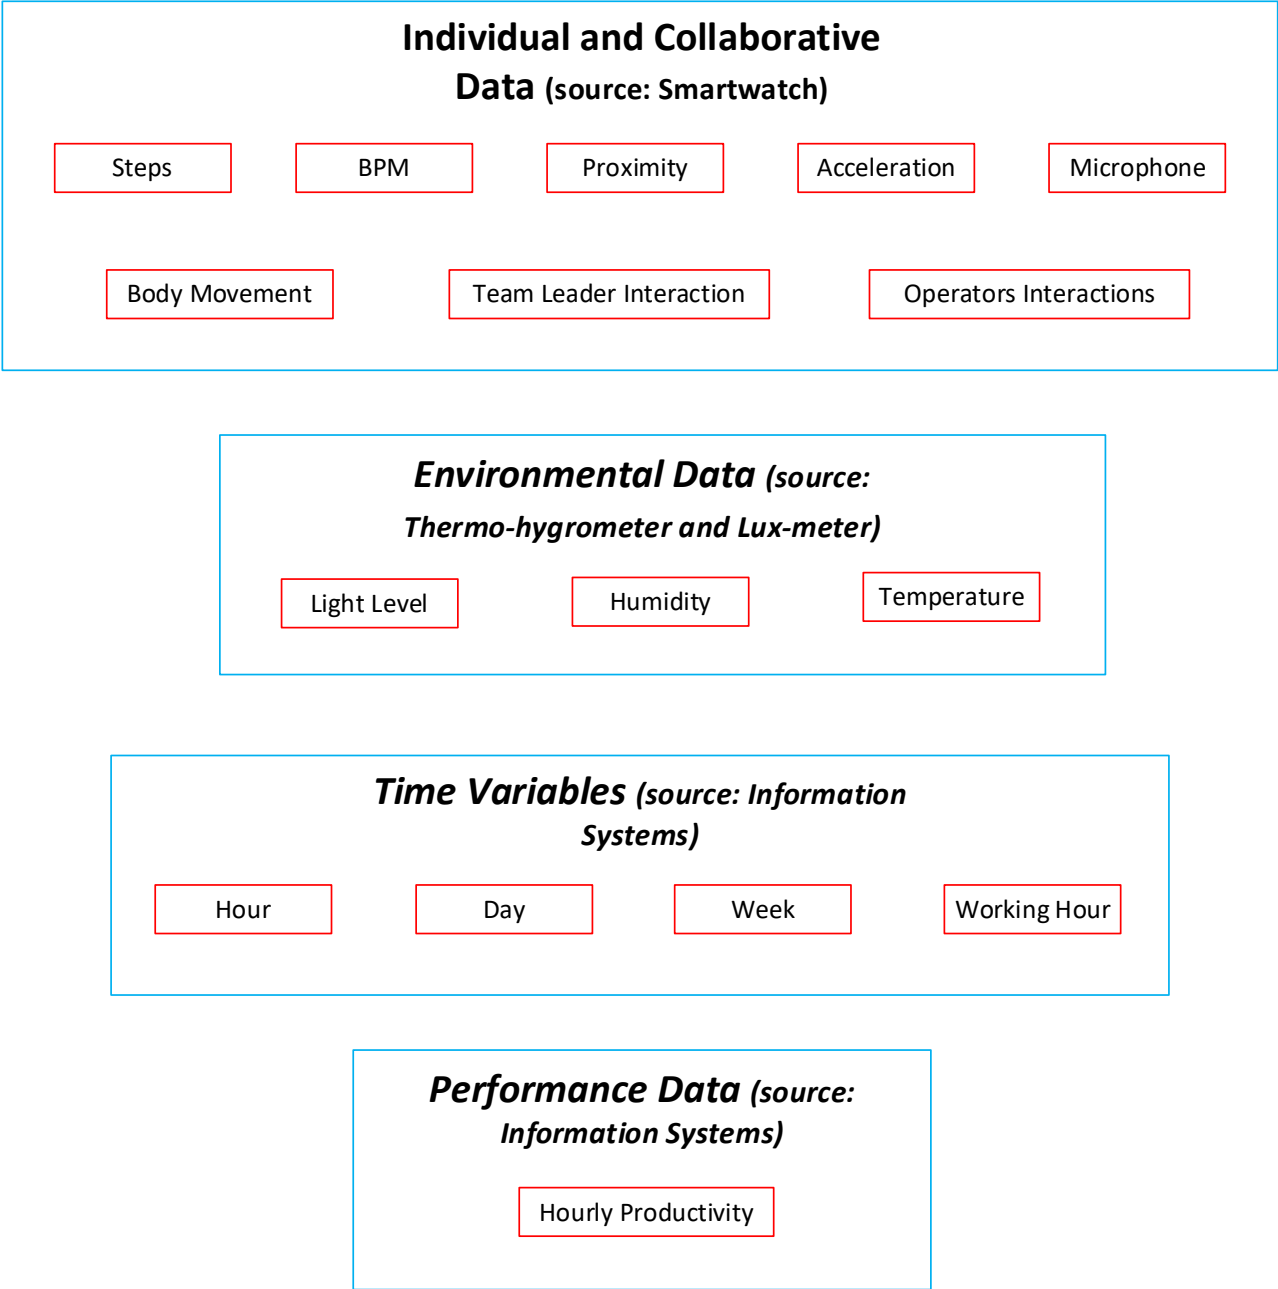 Individual and Collaborative
Data (source: Smartwatch)
Steps
BPM
Proximity
Acceleration
Microphone
Body Movement
Team Leader Interaction
Operators Interactions
Environmental Data (source:
Thermo-hygrometer and Lux-meter)
Light Level
Humidity
Temperature
Time Variables (source: Information
Systems)
Hour
Day
Week
Working Hour
Performance Data (source:
Information Systems)
Hourly Productivity